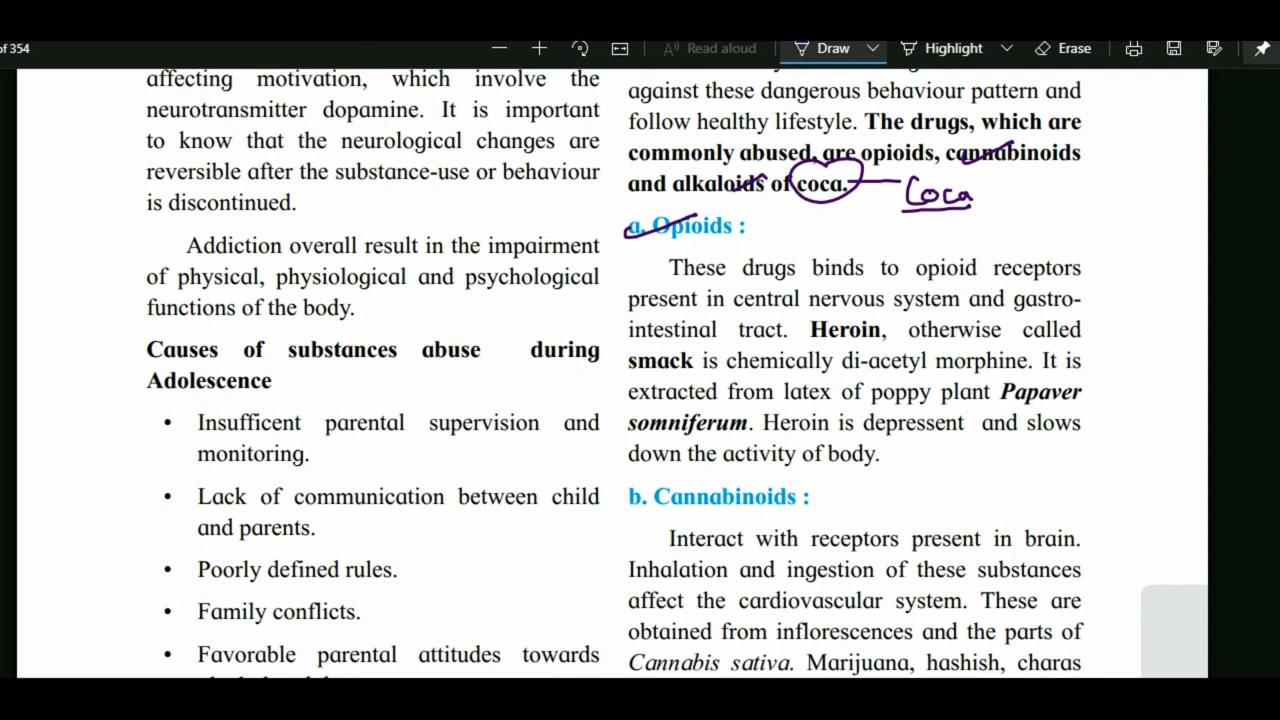 of 354
Read aloud
Draw
Highlight
Erase
affecting motivation, which involve the
neurotransmitter dopamine. It is important
to know that the neurological changes are
reversible after the substance-use or behaviour
is discontinued.
Addiction overall result in the impairment
of physical, physiological and psychological
functions of the body.
Causes of substances abuse during
Adolescence
• Insufficent parental supervision and
monitoring.
• Lack of communication between child
and parents.
• Poorly defined rules.
• Family conflicts.
• Favorable parental attitudes towards
against these dangerous behaviour pattern and
follow healthy lifestyle. The drugs, which are
commonly abused, are opioids, cannabinoids
and alkaloids of coca.
Coca
a. Opioids :
These drugs binds to opioid receptors
present in central nervous system and gastro-
intestinal tract. Heroin, otherwise called
smack is chemically di-acetyl morphine. It is
extracted from latex of poppy plant Papaver
somniferum. Heroin is depressent and slows
down the activity of body.
b. Cannabinoids :
Interact with receptors present in brain.
Inhalation and ingestion of these substances
affect the cardiovascular system. These are
obtained from inflorescences and the parts of
Cannabis sativa. Marijuana, hashish, charas